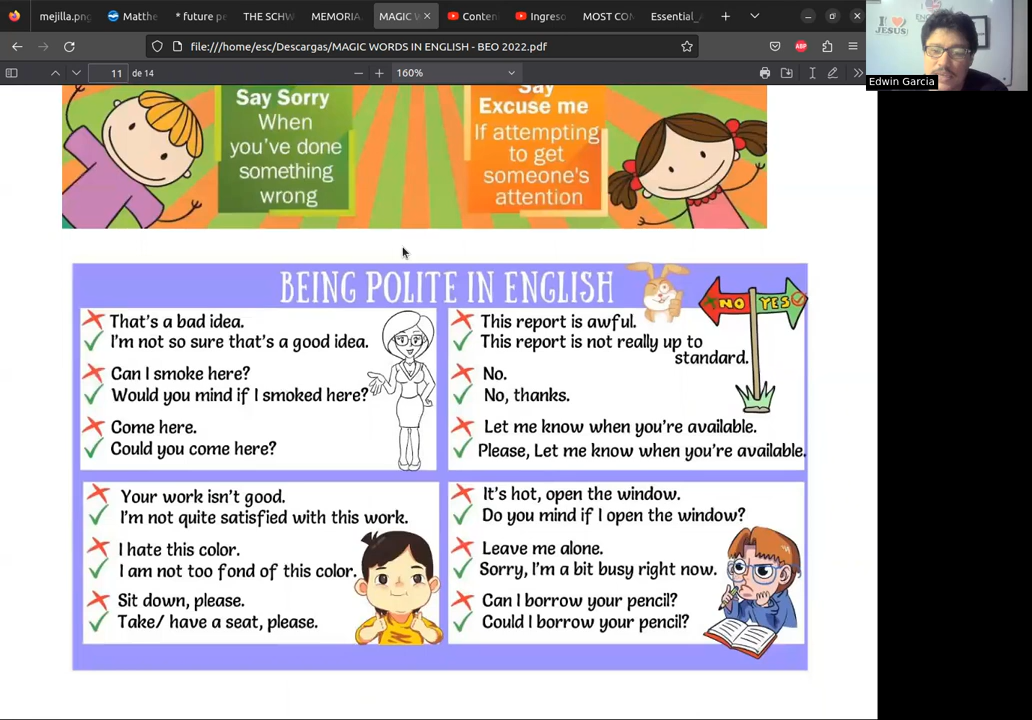 mejilla.png
Matthe
* future pe
THE SCHW
MEMORIA.
MAGIC W
Conten
Ingreso
MOST CON
Essential_A
file:///home/esc/Descargas/MAGIC WORDS IN ENGLISH - BEO 2022.pdf
ABP
11
de 14
160%
I ❤
JESUS!
Edwin Garcia
Say Sorry
When
you've done
something
wrong
Say
Excuse me
If attempting
to get
someone's
attention
BEING POLITE IN ENGLISH
NO YES
That's a bad idea.
I'm not so sure that's a good idea.
Can I smoke here?
Would you mind if I smoked here?
Come here.
Could you come here?
This report is awful.
This report is not really up to
standard.
No.
No, thanks.
Let me know when you're available.
Please, Let me know when you're available.
Your work isn't good.
I'm not quite satisfied with this work.
I hate this color.
I am not too fond of this color.
Sit down, please.
Take/ have a seat, please.
It's hot, open the window.
Do you mind if I open the window?
Leave me alone.
Sorry, I'm a bit busy right now.
Can I borrow your pencil?
Could I borrow your pencil?